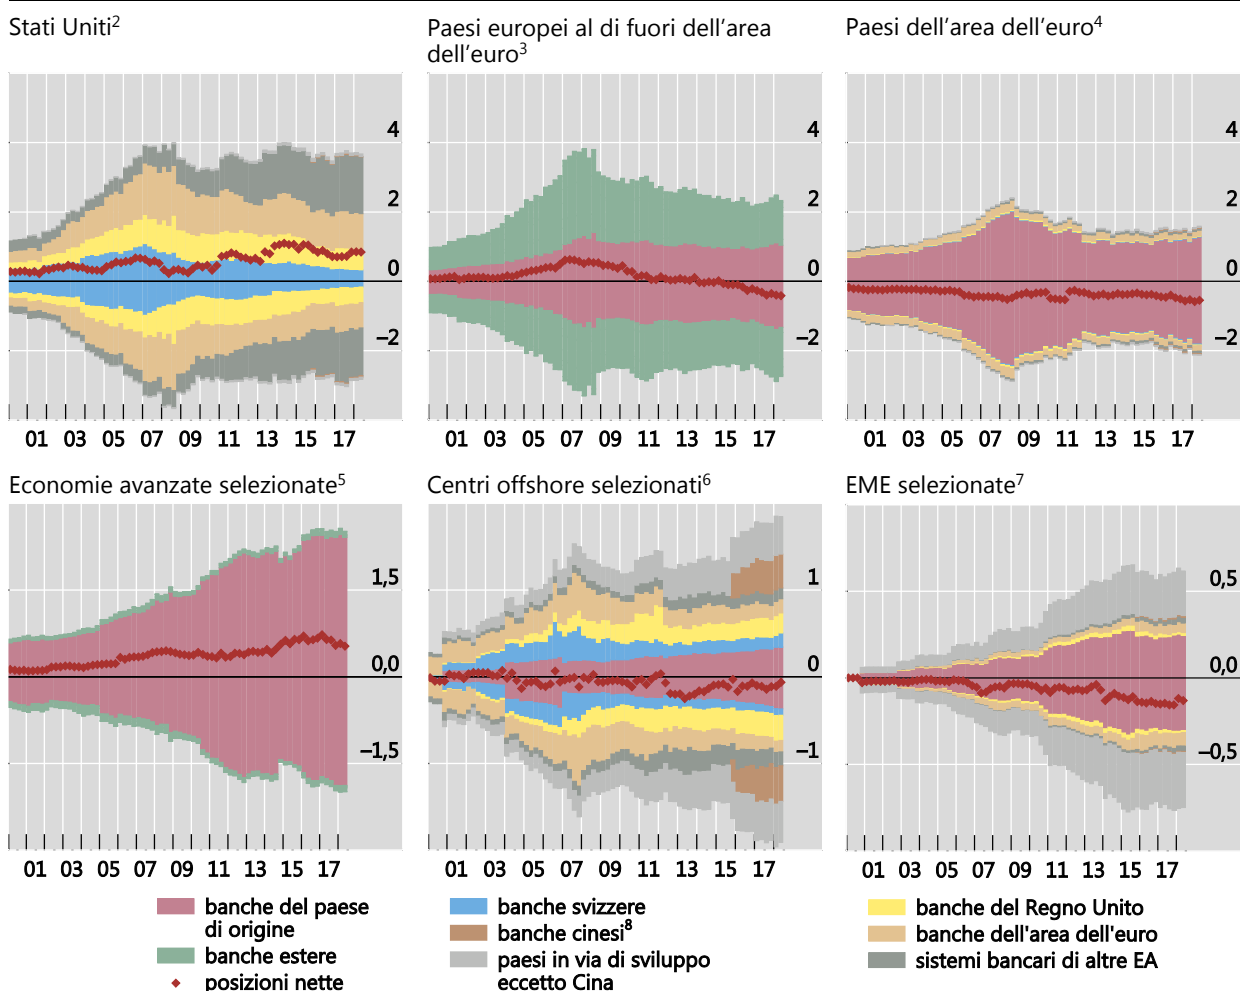 Stati Uniti²
Paesi europei al di fuori dell'area
dell'euro³
Paesi dell'area dell'euro⁴
4
2
0
−2
01 03 05 07 09 11 13 15 17
4
2
0
−2
01 03 05 07 09 11 13 15 17
4
2
0
−2
01 03 05 07 09 11 13 15 17
Economie avanzate selezionate⁵
Centri offshore selezionati⁶
EME selezionate⁷
1,5
0,0
−1,5
01 03 05 07 09 11 13 15 17
1
0
−1
01 03 05 07 09 11 13 15 17
0,5
0,0
−0,5
01 03 05 07 09 11 13 15 17
banche del paese
di origine
banche estere
posizioni nette
banche svizzere
banche cinesi⁸
paesi in via di sviluppo
eccetto Cina
banche del Regno Unito
banche dell'area dell'euro
sistemi bancari di altre EA